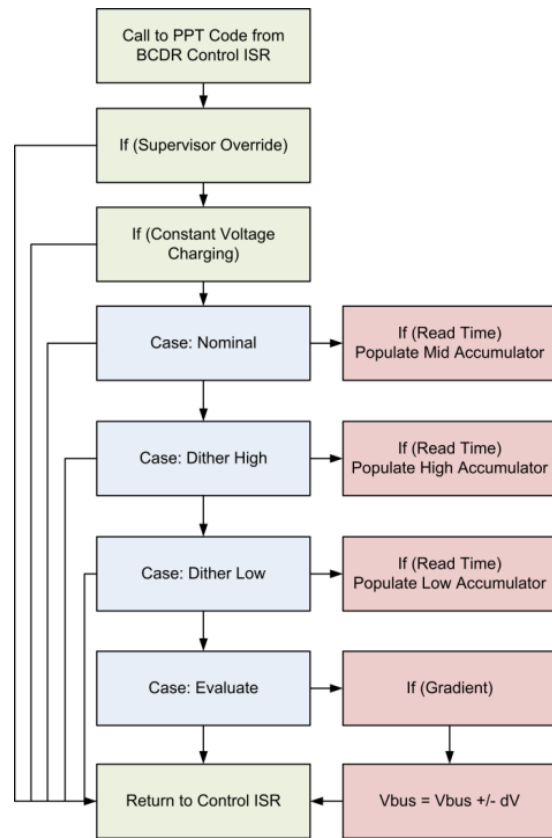 Call to PPT Code from
BCDR Control ISR
If (Supervisor Override)
If (Constant Voltage
Charging)
Case: Nominal
If (Read Time)
Populate Mid Accumulator
Case: Dither High
If (Read Time)
Populate High Accumulator
Case: Dither Low
If (Read Time)
Populate Low Accumulator
Case: Evaluate
If (Gradient)
Return to Control ISR
Vbus = Vbus +/- dV